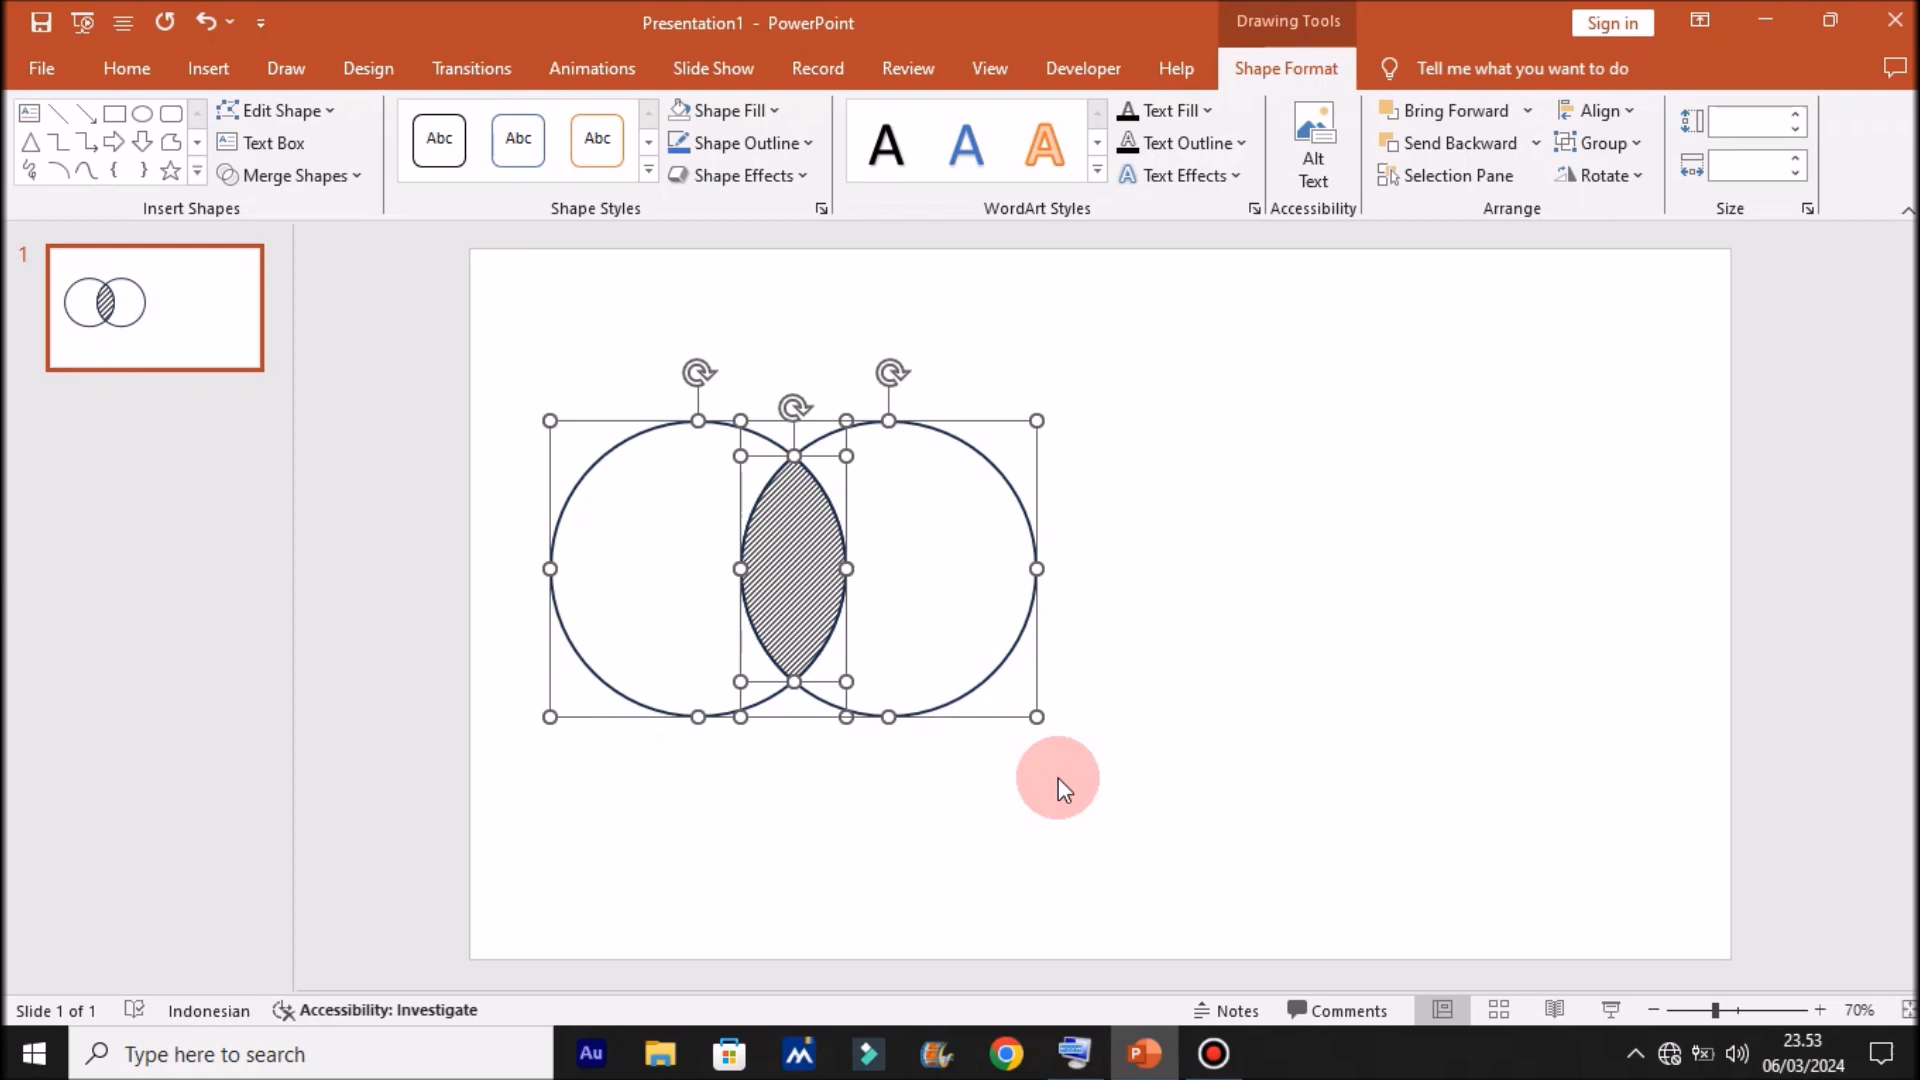 Presentation1 - PowerPoint
Drawing Tools
Sign in
File Home Insert Draw Design Transitions Animations Slide Show Record Review View Developer Help Shape Format Tell me what you want to do
Edit Shape
Text Box
Merge Shapes
Insert Shapes
Abc Abc Abc
Shape Fill
Shape Outline
Shape Effects
Shape Styles
A A A
Text Fill
Text Outline
Text Effects
WordArt Styles
Alt
Text
Accessibility
Bring Forward
Send Backward
Selection Pane
Align
Group
Rotate
Arrange
Size
1
Slide 1 of 1 Indonesian Accessibility: Investigate Notes Comments 70%
Type here to search
Au
P
23.53
06/03/2024